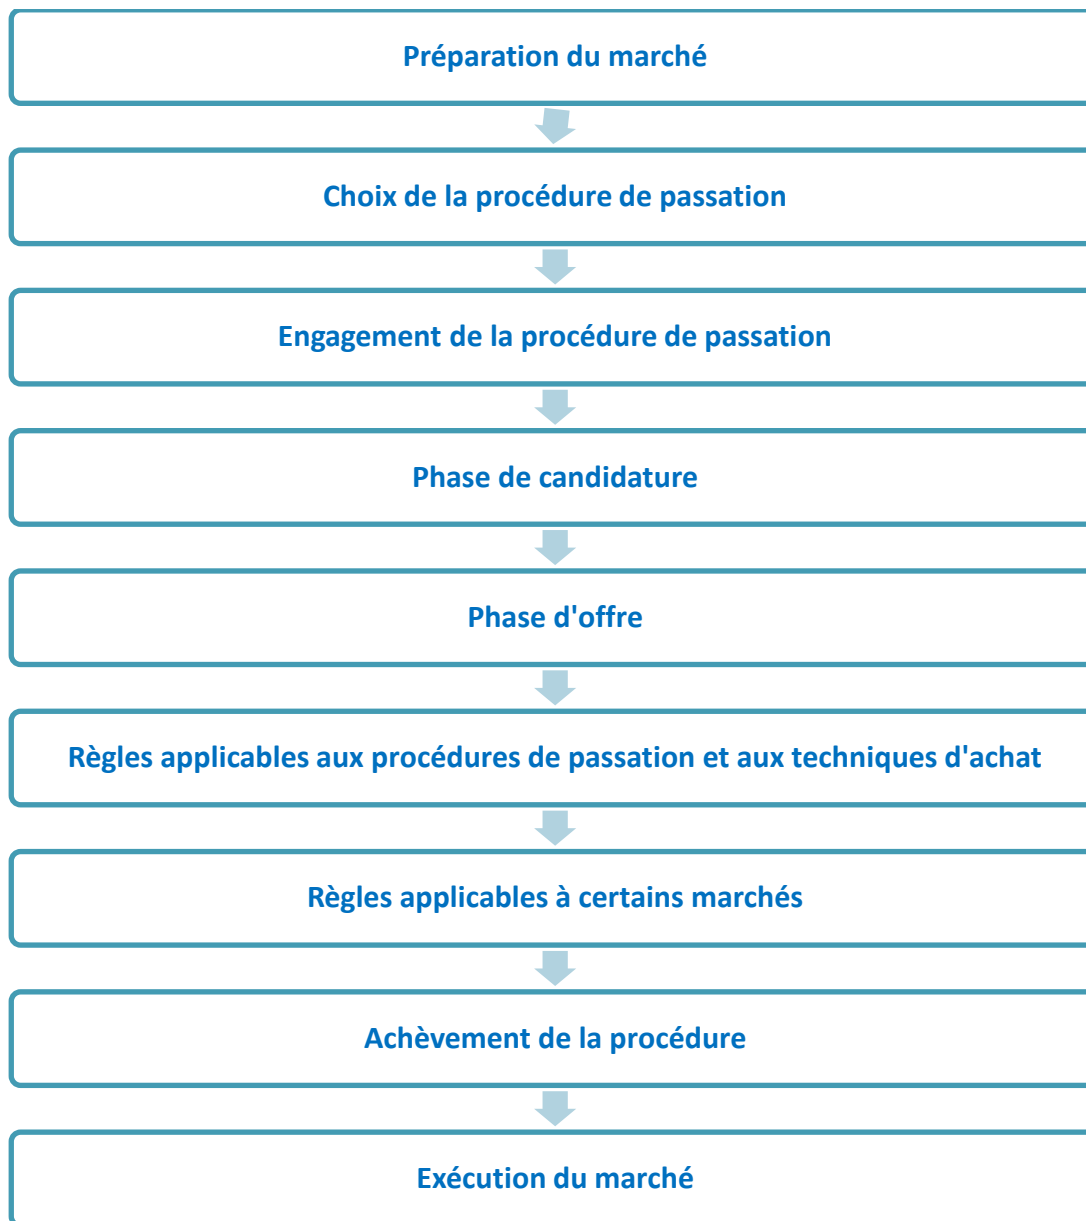 Préparation du marché
Choix de la procédure de passation
Engagement de la procédure de passation
Phase de candidature
Phase d'offre
Règles applicables aux procédures de passation et aux techniques d'achat
Règles applicables à certains marchés
Achèvement de la procédure
Exécution du marché